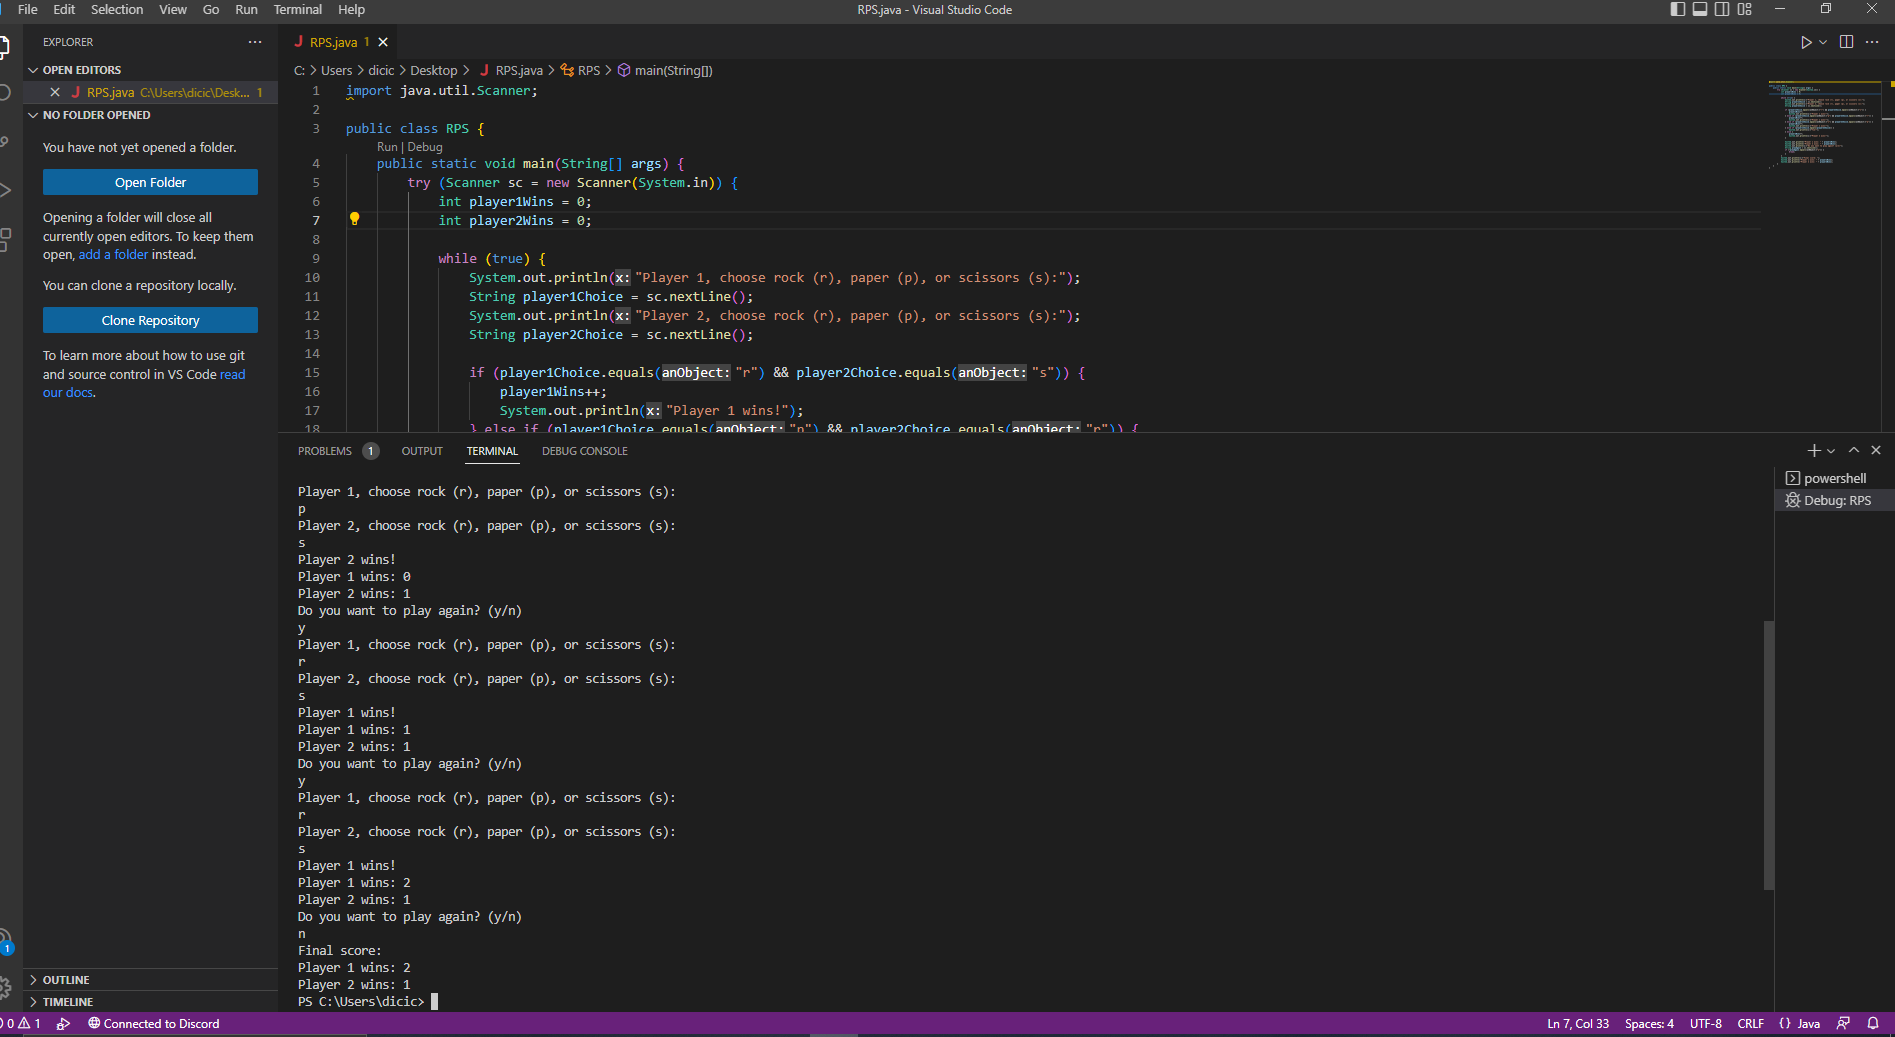 File Edit Selection View Go Run Terminal Help
RPS.java - Visual Studio Code
EXPLORER
OPEN EDITORS
RPS.java C:\Users\dicic\Desk... 1
NO FOLDER OPENED
You have not yet opened a folder.
Open Folder
Opening a folder will close all
currently open editors. To keep them
open, add a folder instead.
You can clone a repository locally.
Clone Repository
To learn more about how to use git
and source control in VS Code read
our docs.
OUTLINE
TIMELINE
RPS.java 1
C: > Users > dicic > Desktop > RPS.java > RPS > main(String[])
1 import java.util.Scanner;
2
3 public class RPS {
Run | Debug
4 public static void main(String[] args) {
5 try (Scanner sc = new Scanner(System.in)) {
6 int player1Wins = 0;
7 int player2Wins = 0;
8
9 while (true) {
10 System.out.println(x: "Player 1, choose rock (r), paper (p), or scissors (s):");
11 String player1Choice = sc.nextLine();
12 System.out.println(x: "Player 2, choose rock (r), paper (p), or scissors (s):");
13 String player2Choice = sc.nextLine();
14
15 if (player1Choice.equals(anObject: "r") && player2Choice.equals(anObject: "s")) {
16 player1Wins++;
17 System.out.println(x: "Player 1 wins!");
18 } else if (player1Choice.equals(anObject: "p") && player2Choice.equals(anObject: "r")) {
PROBLEMS 1 OUTPUT TERMINAL DEBUG CONSOLE
powershell
Debug: RPS
Player 1, choose rock (r), paper (p), or scissors (s):
p
Player 2, choose rock (r), paper (p), or scissors (s):
s
Player 2 wins!
Player 1 wins: 0
Player 2 wins: 1
Do you want to play again? (y/n)
y
Player 1, choose rock (r), paper (p), or scissors (s):
r
Player 2, choose rock (r), paper (p), or scissors (s):
s
Player 1 wins!
Player 1 wins: 1
Player 2 wins: 1
Do you want to play again? (y/n)
y
Player 1, choose rock (r), paper (p), or scissors (s):
r
Player 2, choose rock (r), paper (p), or scissors (s):
s
Player 1 wins!
Player 1 wins: 2
Player 2 wins: 1
Do you want to play again? (y/n)
n
Final score:
Player 1 wins: 2
Player 2 wins: 1
PS C:\Users\dicic>
1
0 1 Connected to Discord
Ln 7, Col 33 Spaces: 4 UTF-8 CRLF {} Java